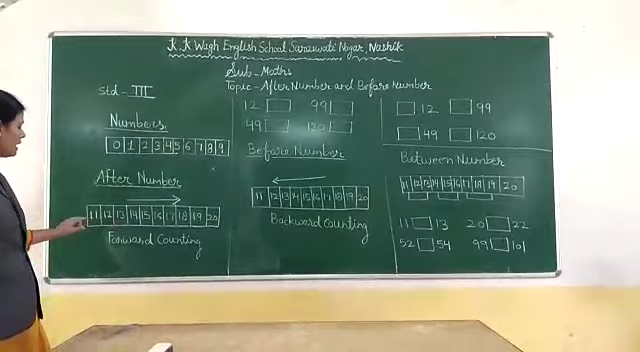 K.K Wagh English School Saraswati Nagar, Nashik
Sub - Maths
Std - III
Topic - After Number and Before Number
Numbers
0 1 2 3 4 5 6 7 8 9
After Number
11 12 13 14 15 16 17 18 19 20
Forward Counting
12 99
49 120
Before Number
11 12 13 14 15 16 17 18 19 20
Backward Counting
12 99
49 120
Between Number
11 12 13 14 15 16 17 18 19 20
11 13 20 22
52 54 99 101